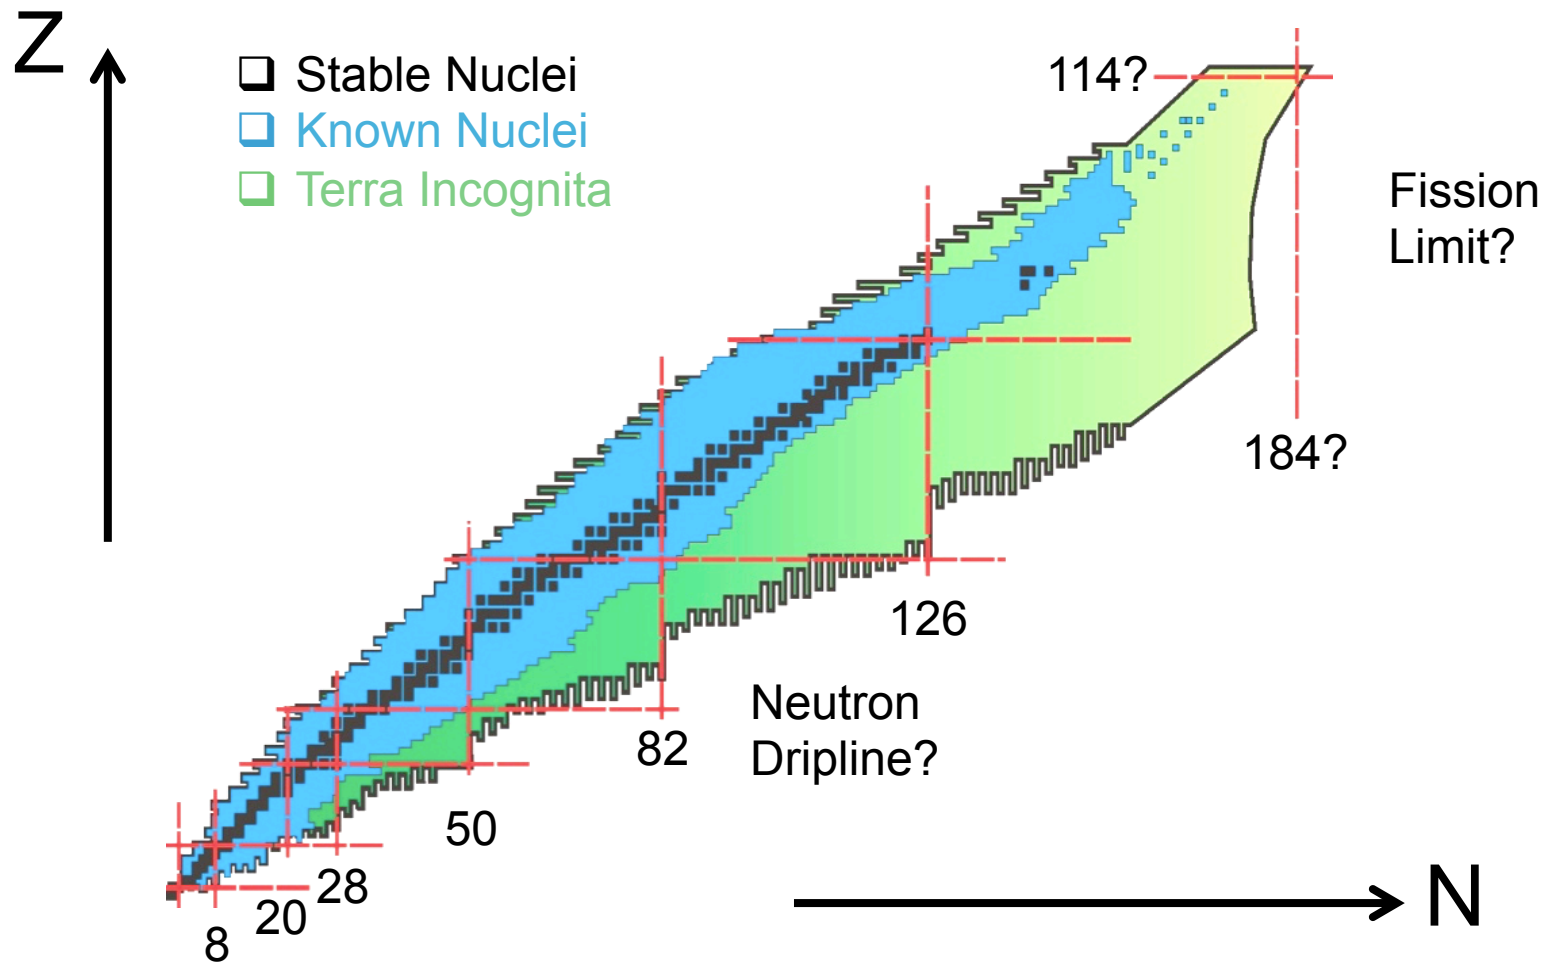 Z
Stable Nuclei
Known Nuclei
Terra Incognita
114?
Fission
Limit?
184?
126
Neutron
Dripline?
82
50
28
20
8
N